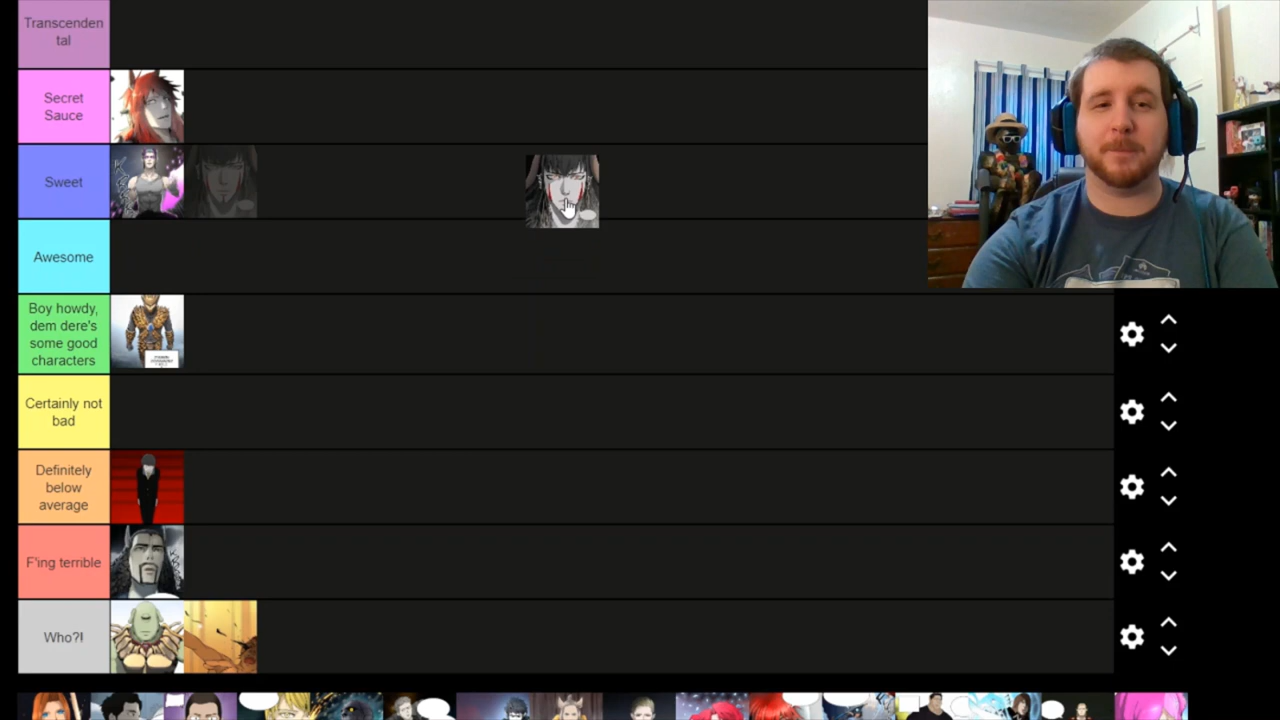 Transcenden
tal
Secret
Sauce
Sweet
Awesome
Boy howdy,
dem dere's
some good
characters
Certainly not
bad
Definitely
below
average
F'ing terrible
Who?!